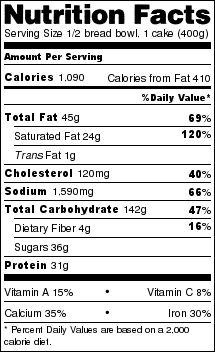 Nutrition Facts
Serving Size 1/2 bread bowl. 1 cake (400g)
Amount Per Serving
Calories 1,090 Calories from Fat 410
%Daily Value*
Total Fat 45g 69%
Saturated Fat 24g 120%
Trans Fat 1g
Cholesterol 120mg 40%
Sodium 1.590mg 66%
Total Carbohydrate 142g 47%
Dietary Fiber 4g 16%
Sugars 36g
Protein 31g
Vitamin A 15% • Vitamin C 8%
Calcium 35% • Iron 30%
* Percent Daily Values are based on a 2,000
calorie diet.